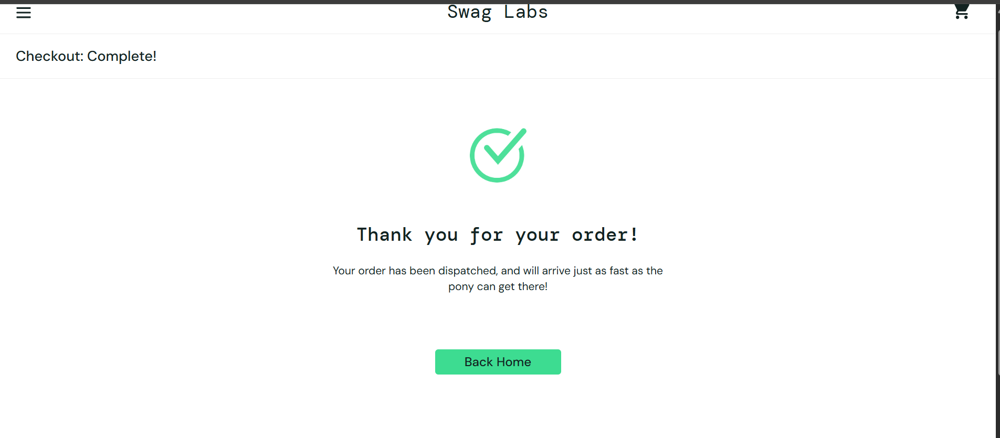 Swag Labs
Checkout: Complete!
Thank you for your order!
Your order has been dispatched, and will arrive just as fast as the
pony can get there!
Back Home